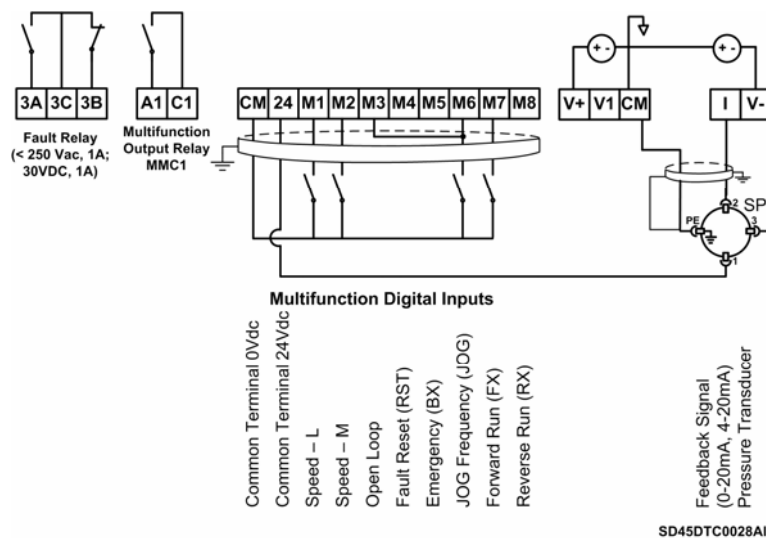 + -
+ -
3A 3C 3B
A1 C1
CM 24 M1 M2 M3 M4 M5 M6 M7 M8
V+ V1 CM
I V-
Fault Relay
(< 250 Vac, 1A;
30VDC, 1A)
Multifunction
Output Relay
MMC1
2
SP
PE
3
1
Multifunction Digital Inputs
Common Terminal 0Vdc
Common Terminal 24Vdc
Speed – L
Speed – M
Open Loop
Fault Reset (RST)
Emergency (BX)
JOG Frequency (JOG)
Forward Run (FX)
Reverse Run (RX)
Feedback Signal
(0-20mA, 4-20mA)
Pressure Transducer